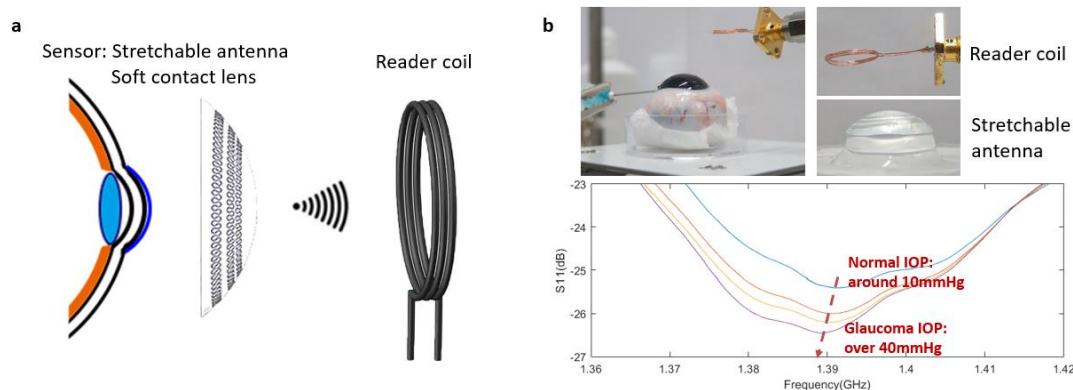 a
Sensor: Stretchable antenna
Soft contact lens
Reader coil
b
Reader coil
Stretchable
antenna
-23
-24
-25
-26
-27
S11(dB)
Normal IOP:
around 10mmHg
Glaucoma IOP:
over 40mmHg
1.36
1.37
1.38
1.39
1.4
1.41
1.42
Frequency(GHz)